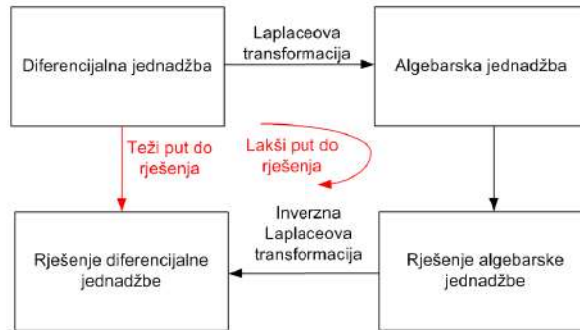 Diferencijalna jednadžba
Laplaceova
transformacija
Algebarska jednadžba
Teži put do
rješenja
Lakši put do
rješenja
Rješenje diferencijalne
jednadžbe
Inverzna
Laplaceova
transformacija
Rješenje algebarske
jednadžbe